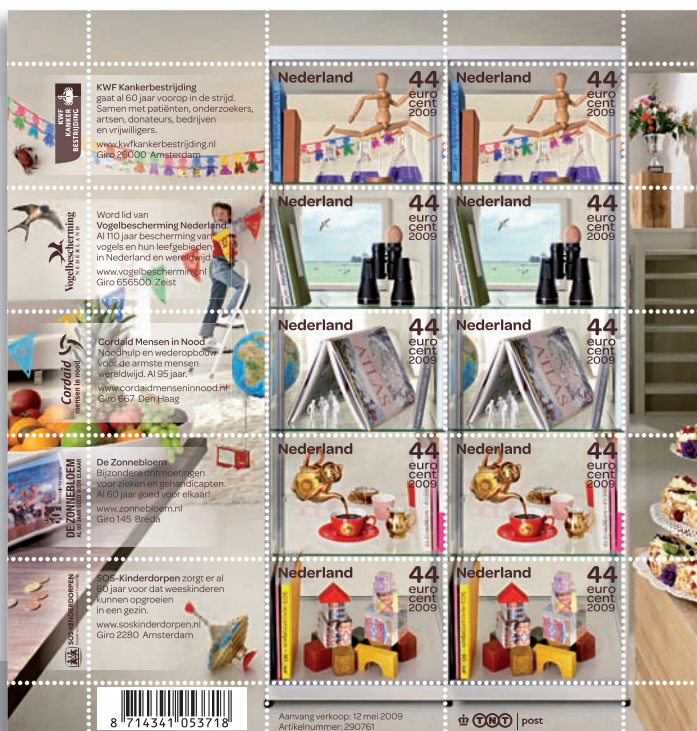 KWF Kankerbestrijding
gaat al 60 jaar voorop in de strijd.
Samen met patiënten, onderzoekers,
artsen, donateurs, bedrijven
en vrijwilligers.
www.kwfkankerbestrijding.nl
Giro 26000 Amsterdam
KWF
KANKER
BESTRIJDING
Nederland 44
euro
cent
2009
Nederland 44
euro
cent
2009
Word lid van
Vogelbescherming Nederland.
Al 110 jaar bescherming van
vogels en hun leefgebieden
in Nederland en wereldwijd.
www.vogelbescherming.nl
Giro 656500 Zeist
Vogelbescherming
NEDERLAND
Nederland 44
euro
cent
2009
Nederland 44
euro
cent
2009
Cordaid Mensen in Nood
Noodhulp en wederopbouw
voor de armste mensen
wereldwijd. Al 95 jaar.
www.cordaidmenseninnood.nl
Giro 667 Den Haag
Cordaid
mensen in nood
Nederland 44
euro
cent
2009
ATLAS
Nederland 44
euro
cent
2009
ATLAS
De Zonnebloem
Bijzondere ontmoetingen
voor zieken en gehandicapten.
Al 60 jaar goed voor elkaar!
www.zonnebloem.nl
Giro 145 Breda
DE ZONNEBLOEM
AL 60 JAAR GOED VOOR ELKAAR!
Nederland 44
euro
cent
2009
Nederland 44
euro
cent
2009
SOS-Kinderdorpen zorgt er al
60 jaar voor dat weeskinderen
kunnen opgroeien
in een gezin.
www.soskinderdorpen.nl
Giro 2280 Amsterdam
SOS-KINDERDORPEN
Nederland 44
euro
cent
2009
Nederland 44
euro
cent
2009
8 714341 053718
Aanvang verkoop: 12 mei 2009
Artikelnummer: 290761
TNT post